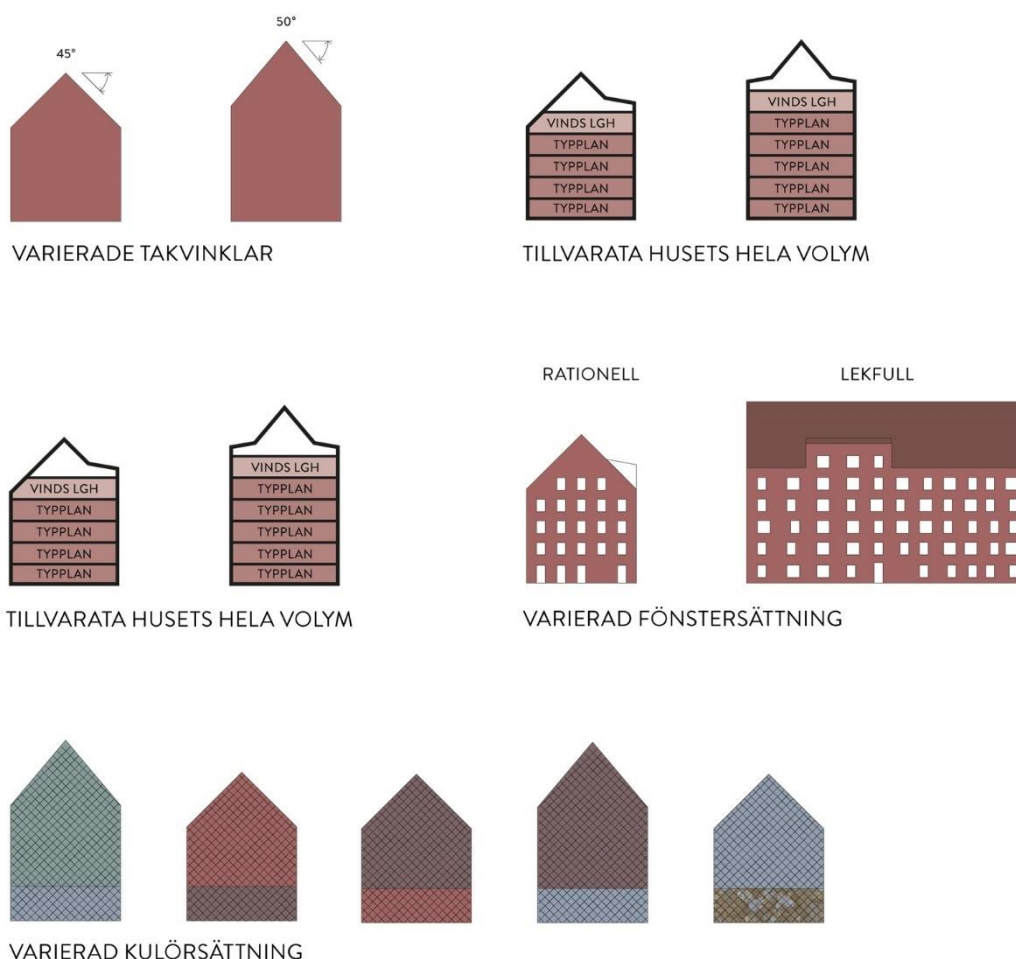 45°
50°
VARIERADE TAKVINKLAR
VINDS LGH
TYPPLAN
TYPPLAN
TYPPLAN
TYPPLAN
VINDS LGH
TYPPLAN
TYPPLAN
TYPPLAN
TYPPLAN
TYPPLAN
TILLVARATA HUSETS HELA VOLYM
VINDS LGH
TYPPLAN
TYPPLAN
TYPPLAN
TYPPLAN
VINDS LGH
TYPPLAN
TYPPLAN
TYPPLAN
TYPPLAN
TYPPLAN
TILLVARATA HUSETS HELA VOLYM
RATIONELL
LEKFULL
VARIERAD FÖNSTERSÄTTNING
VARIERAD KULÖRSÄTTNING